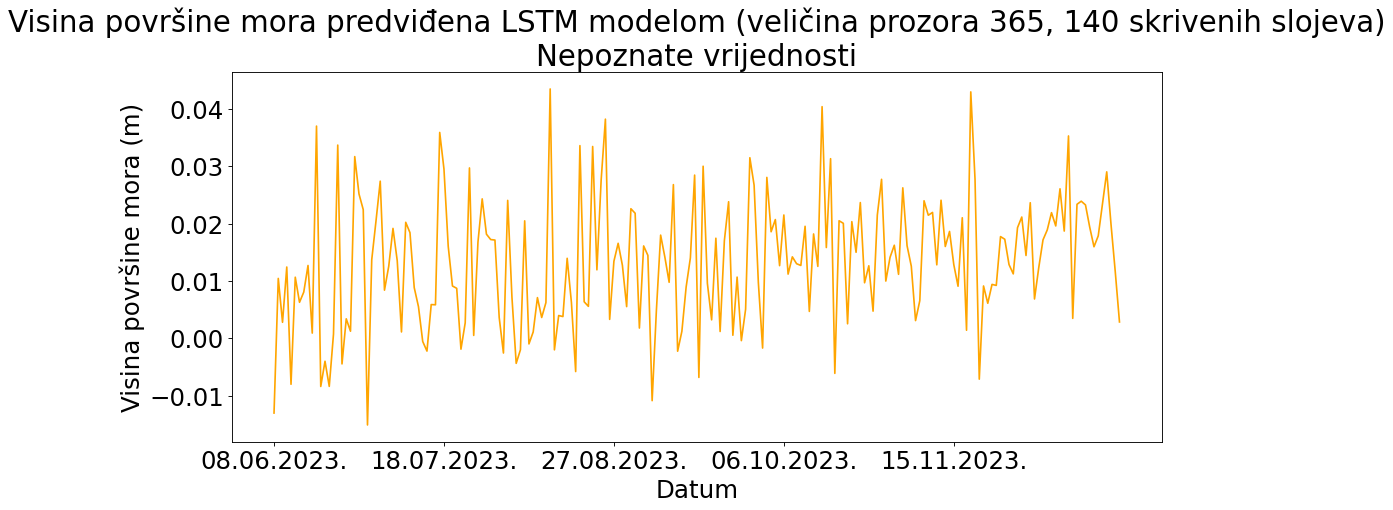 Visina površine mora predviđena LSTM modelom (veličina prozora 365, 140 skrivenih slojeva)
Nepoznate vrijednosti
Visina površine mora (m)
0.04
0.03
0.02
0.01
0.00
−0.01
08.06.2023. 18.07.2023. 27.08.2023. 06.10.2023. 15.11.2023.
Datum